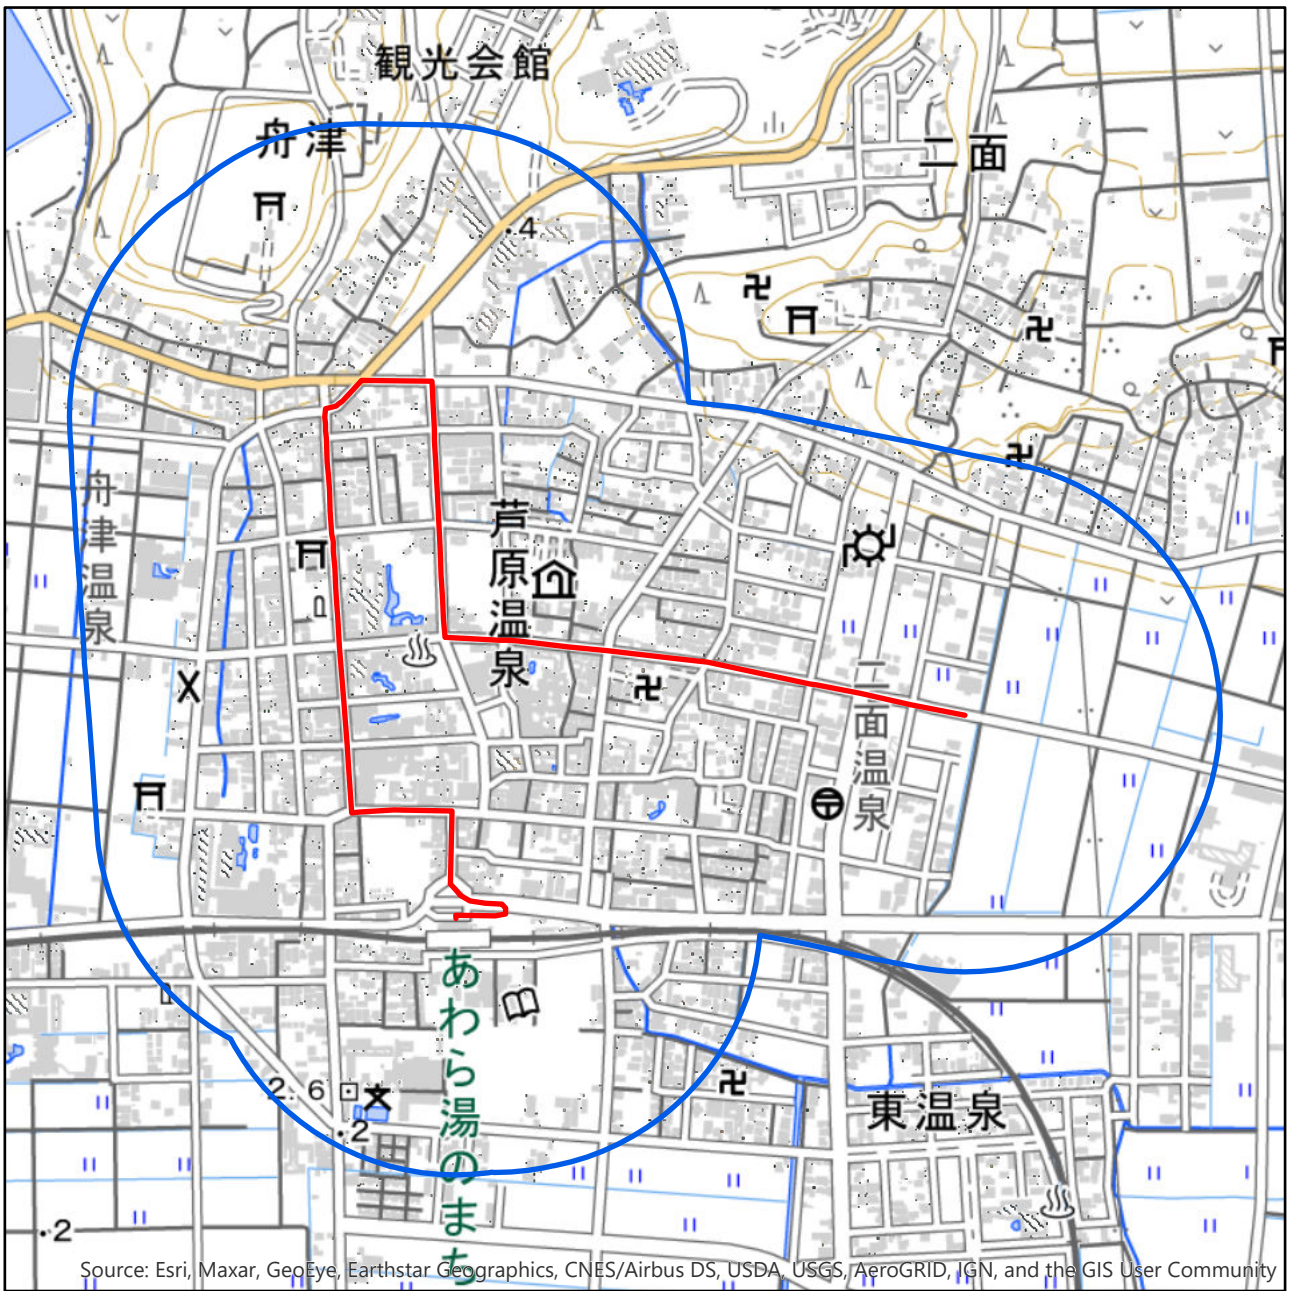 観光会館
舟津
二面
.4
舟津温泉
芦原温泉
二面温泉
あわら湯のまち
2.6
.2
東温泉
.2
Source: Esri, Maxar, GeoEye, Earthstar Geographics, CNES/Airbus DS, USDA, USGS, AeroGRID, IGN, and the GIS User Community